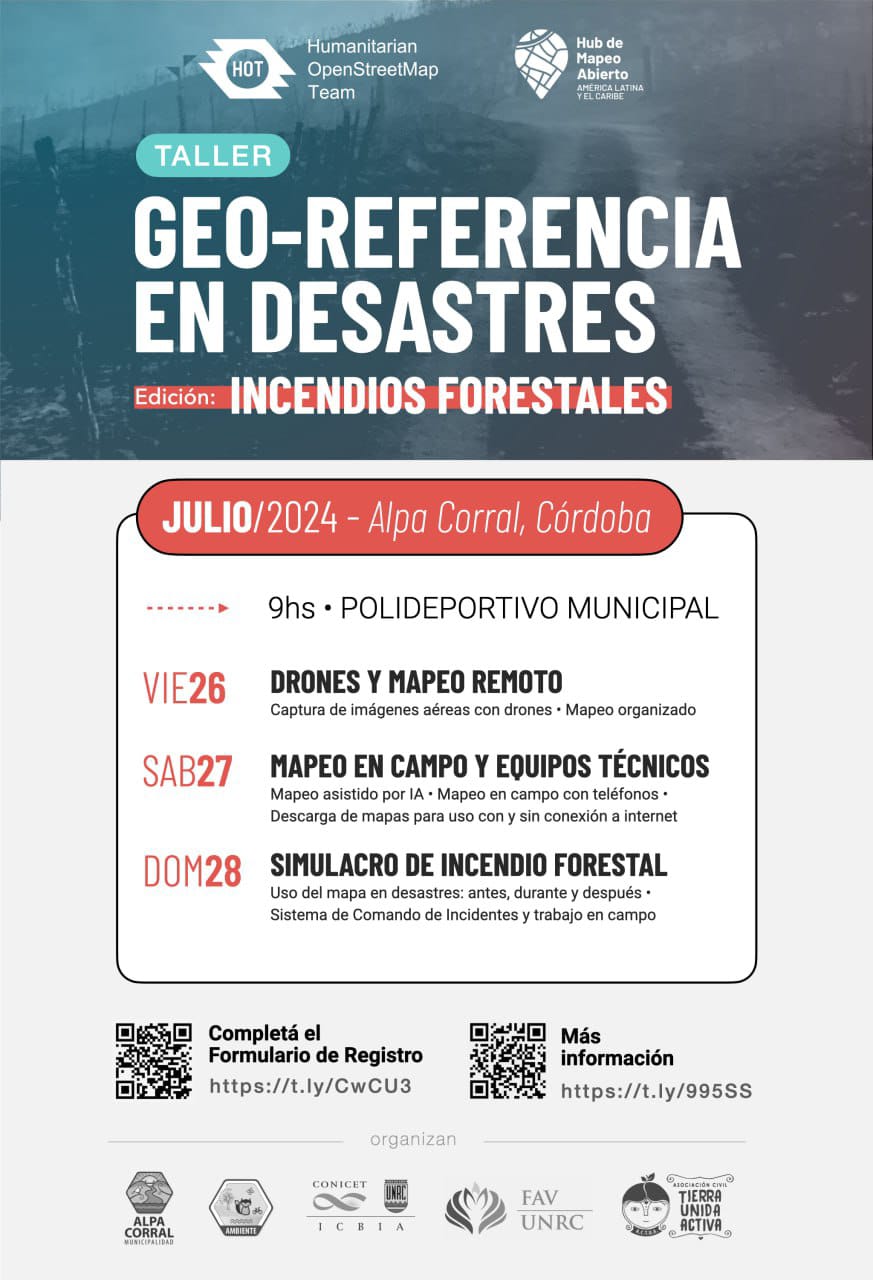 HOT
Humanitarian
OpenStreetMap
Team
Hub de
Mapeo
Abierto
AMÉRICA LATINA
Y EL CARIBE
TALLER
GEO-REFERENCIA
EN DESASTRES
Edición: INCENDIOS FORESTALES
JULIO/2024 - Alpa Corral, Córdoba
9hs • POLIDEPORTIVO MUNICIPAL
VIE26
DRONES Y MAPEO REMOTO
Captura de imágenes aéreas con drones • Mapeo organizado
SAB27
MAPEO EN CAMPO Y EQUIPOS TÉCNICOS
Mapeo asistido por IA • Mapeo en campo con teléfonos •
Descarga de mapas para uso con y sin conexión a internet
DOM28
SIMULACRO DE INCENDIO FORESTAL
Uso del mapa en desastres: antes, durante y después •
Sistema de Comando de Incidentes y trabajo en campo
Completá el
Formulario de Registro
https://t.ly/CwCU3
Más
información
https://t.ly/995SS
organizan
ALPA
CORRAL
MUNICIPALIDAD
AMBIENTE
CONICET
UNRC
ICBIA
FAV
UNRC
ASOCIACIÓN CIVIL
TIERRA
UNIDA
ACTIVA